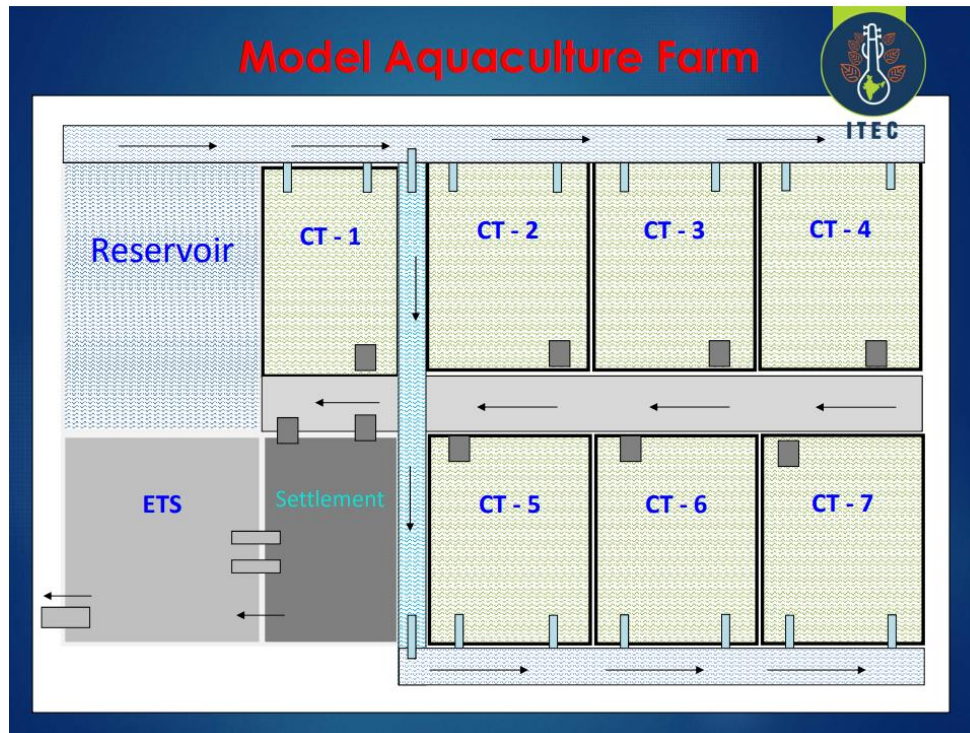 Model Aquaculture Farm
ITEC
Reservoir
CT - 1
CT - 2
CT - 3
CT - 4
ETS
Settlement
CT - 5
CT - 6
CT - 7